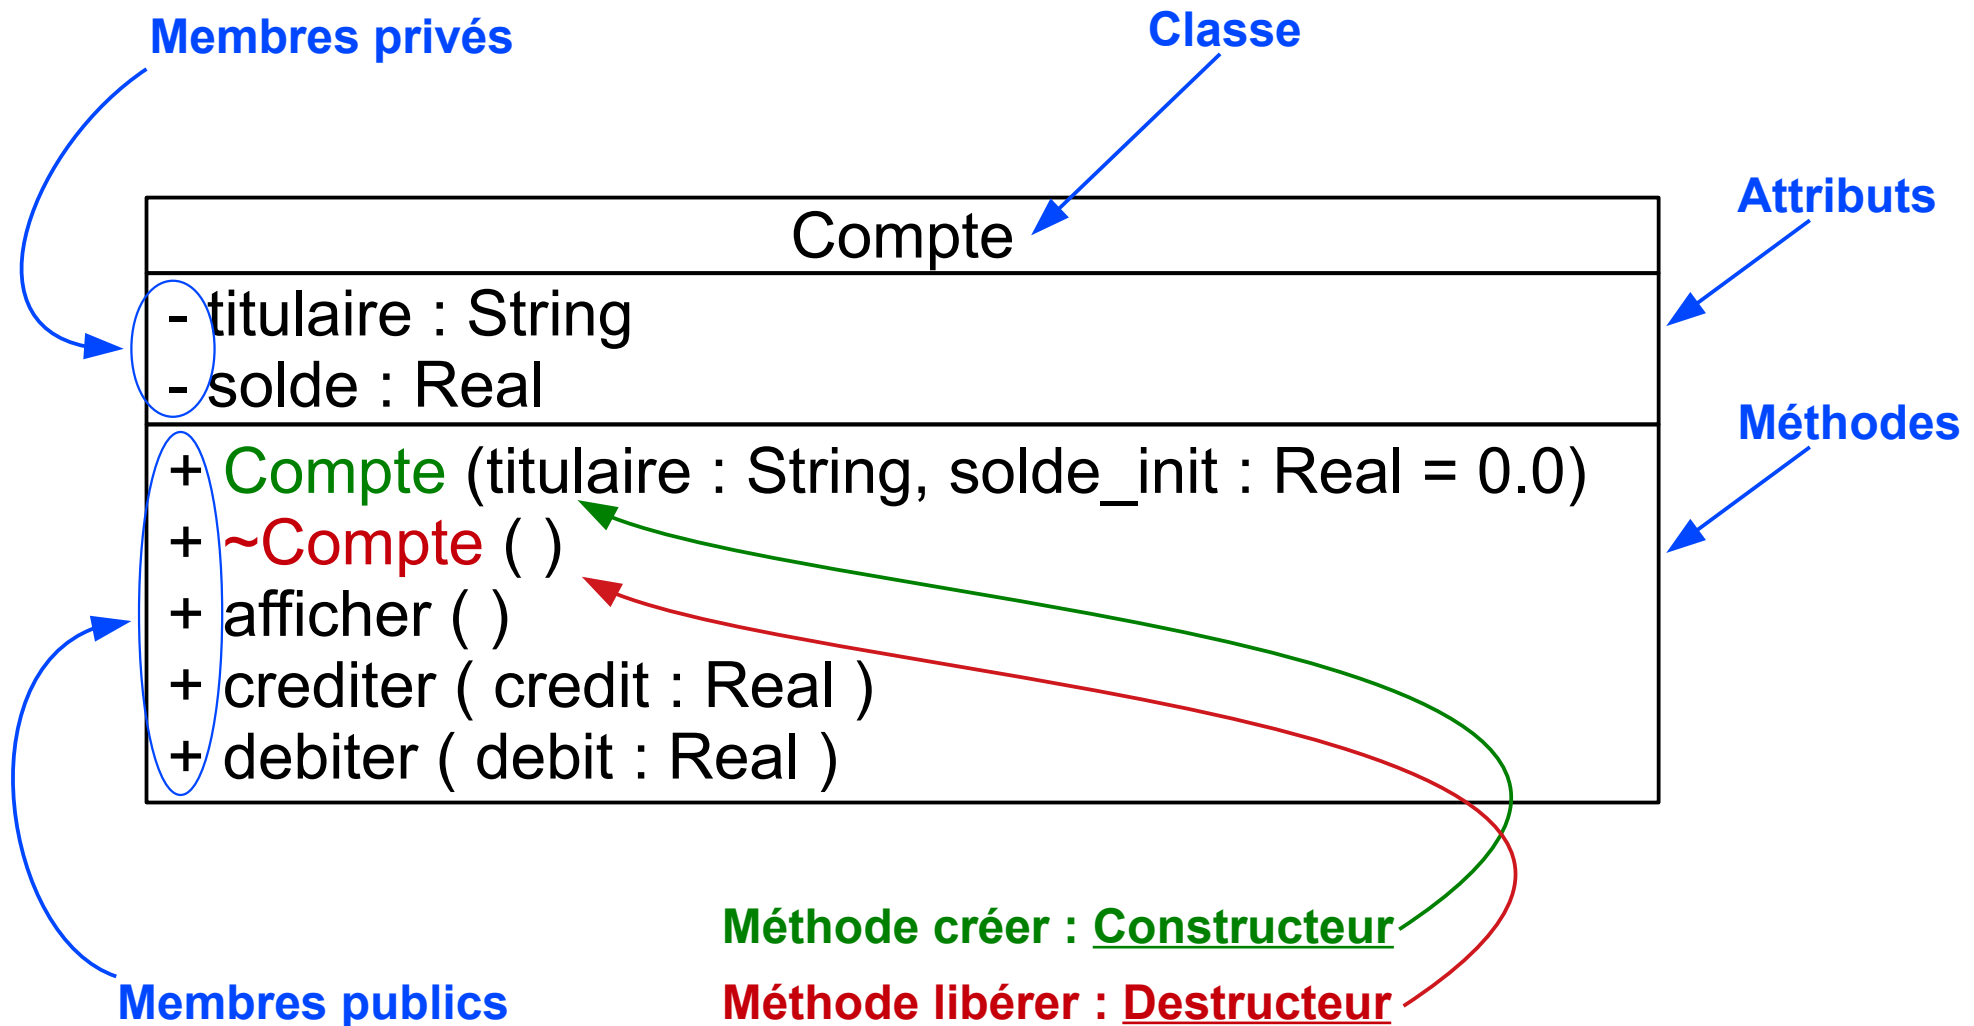 Membres privés
Classe
Attributs
Compte
- titulaire : String
- solde : Real
Méthodes
+ Compte (titulaire : String, solde_init : Real = 0.0)
+ ~Compte ( )
+ afficher ( )
+ crediter ( credit : Real )
+ debiter ( debit : Real )
Méthode créer : Constructeur
Membres publics
Méthode libérer : Destructeur